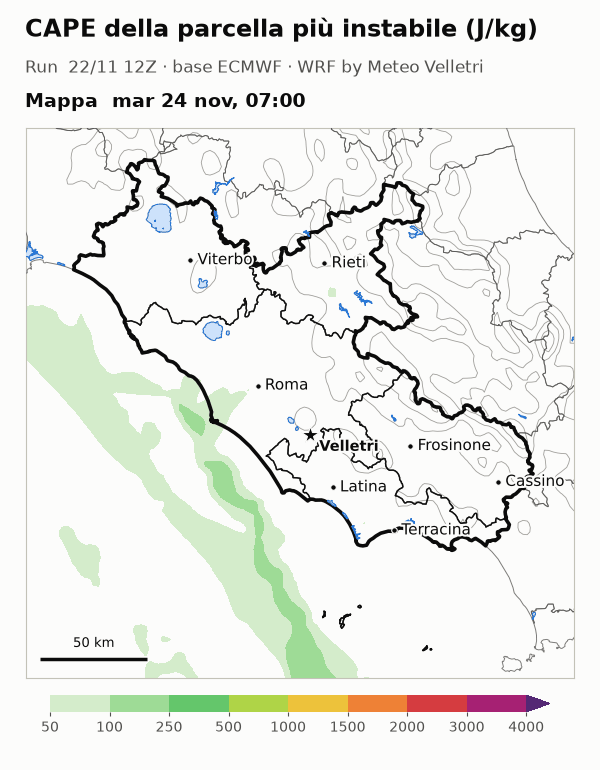 CAPE della parcella più instabile (J/kg)
Run 22/11 12Z · base ECMWF · WRF by Meteo Velletri
Mappa mar 24 nov, 07:00
Viterbo
Rieti
Roma
Velletri
Frosinone
Latina
Cassino
Terracina
50 km
50 100 250 500 1000 1500 2000 3000 4000